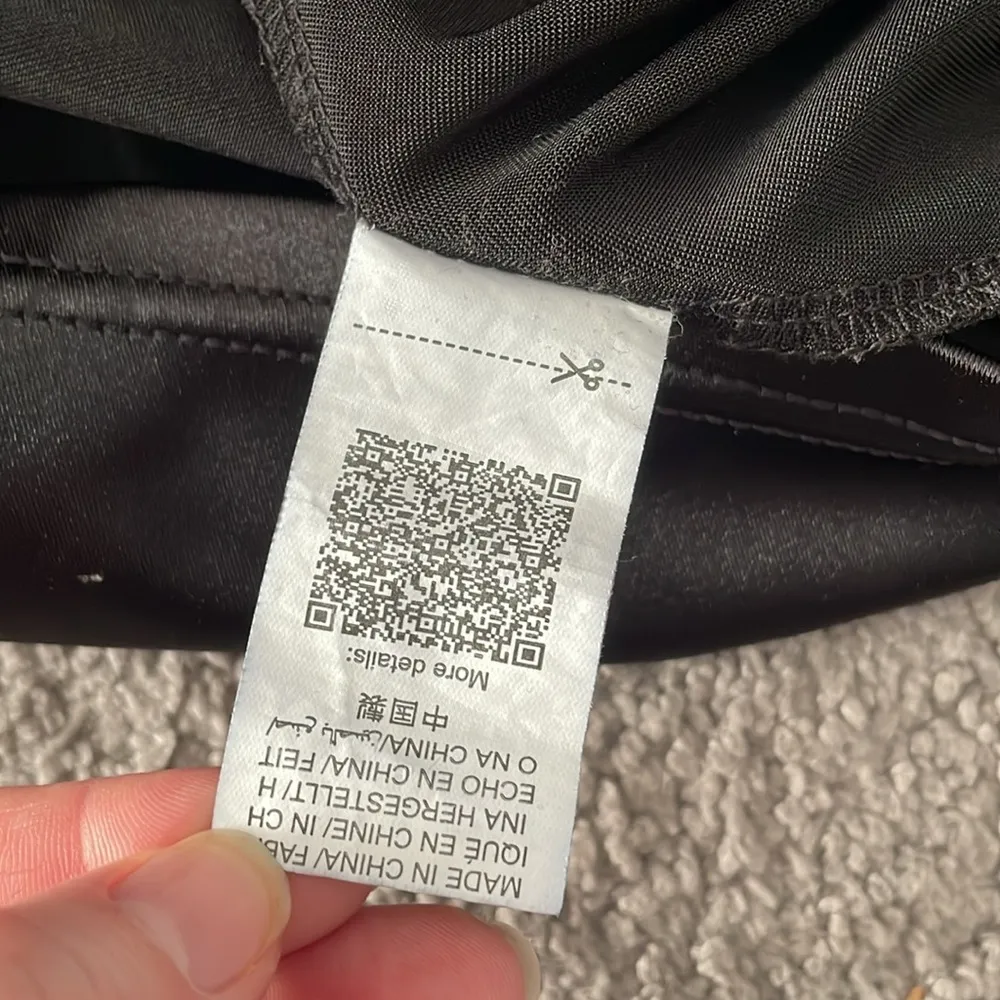 MADE IN CHINA/ FAB
IQUÉ EN CHINE/ IN CH
INA HERGESTELLT/ H
ECHO EN CHINA/ FEIT
O NA CHINA/
中国製
More details: